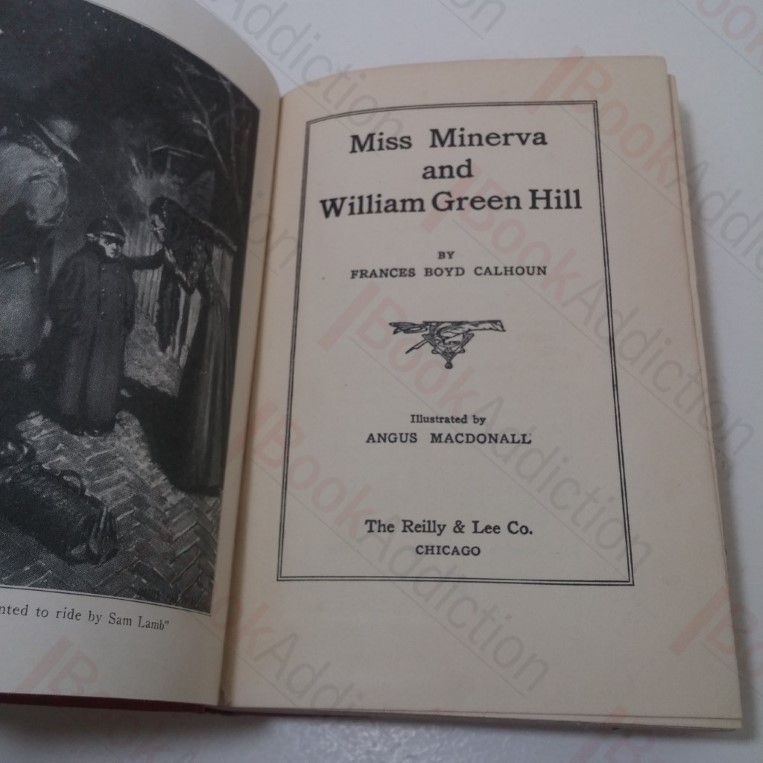 nted to ride by Sam Lamb"
Miss Minerva
and
William Green Hill
BY
FRANCES BOYD CALHOUN
Illustrated by
ANGUS MACDONALL
The Reilly & Lee Co.
CHICAGO
BookAddiction